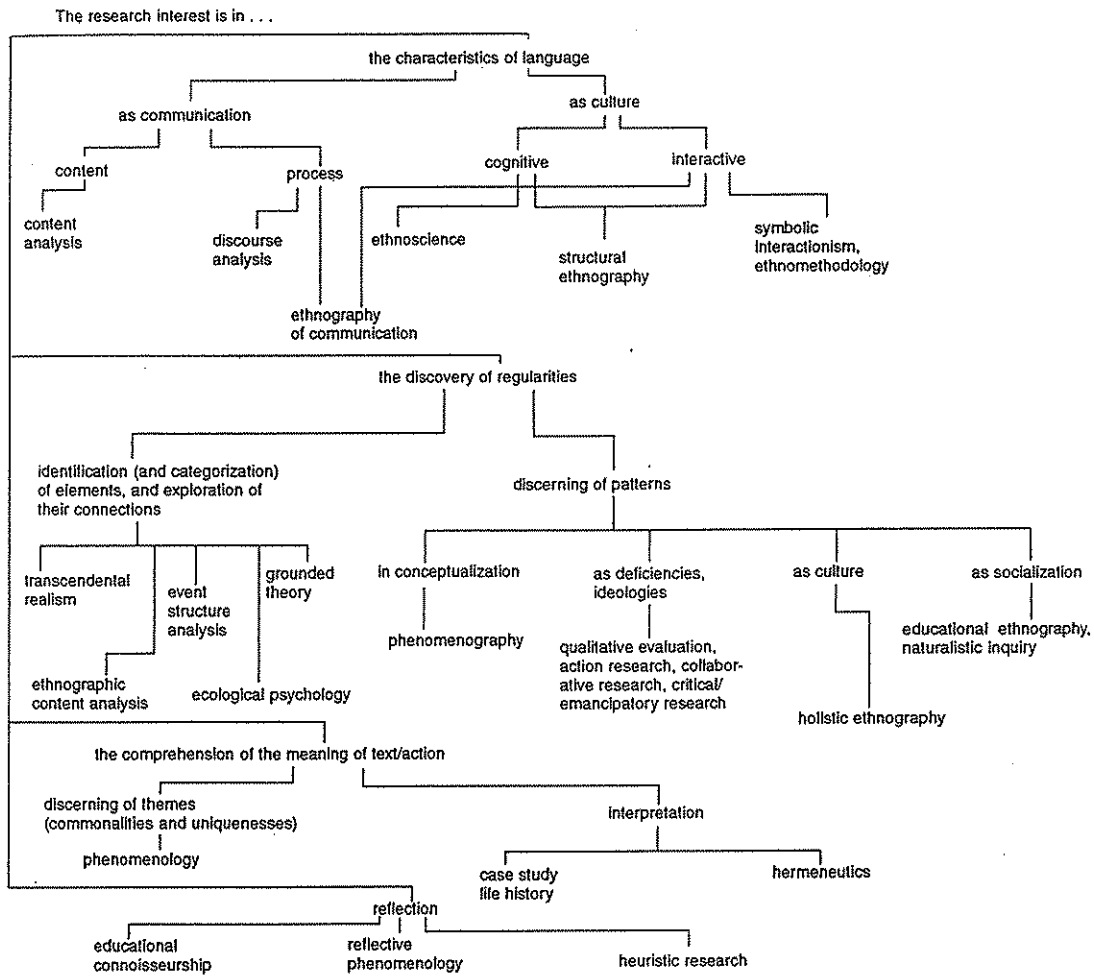 The research interest is in . . .
the characteristics of language
as communication
as culture
content
process
cognitive
interactive
content
analysis
discourse
analysis
ethnoscience
structural
ethnography
symbolic
interactionism,
ethnomethodology
ethnography
of communication
the discovery of regularities
identification (and categorization)
of elements, and exploration of
their connections
discerning of patterns
transcendental
realism
event
structure
analysis
grounded
theory
in conceptualization
as deficiencies,
ideologies
as culture
as socialization
phenomenography
qualitative evaluation,
action research, collabor-
ative research, critical/
emancipatory research
educational ethnography,
naturalistic inquiry
ethnographic
content analysis
ecological psychology
holistic ethnography
the comprehension of the meaning of text/action
discerning of themes
(commonalities and uniquenesses)
interpretation
phenomenology
case study
life history
hermeneutics
reflection
educational
connoisseurship
reflective
phenomenology
heuristic research